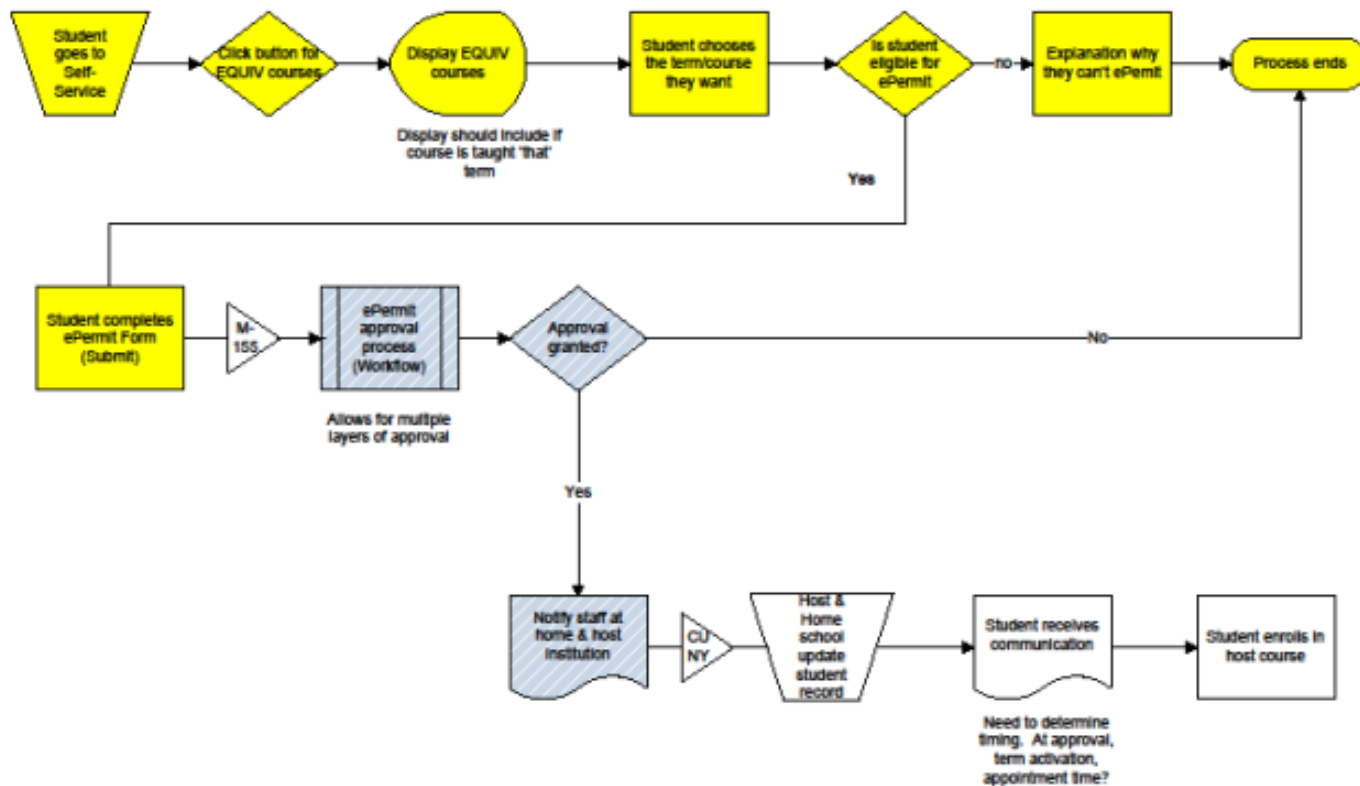 Student
goes to
Self-
Service
Click button for
EQUIV courses
Display EQUIV
courses
Display should include if
course is taught 'that'
term
Student chooses
the term/course
they want
Is student
eligible for
ePermit
no
Explanation why
they can't ePermit
Process ends
Yes
Student completes
ePermit Form
(Submit)
M-
155
ePermit
approval
process
(Workflow)
Allows for multiple
layers of approval
Approval
granted?
No
Yes
Notify staff at
home & host
institution
CU
NY
Host &
Home
school
update
student
record
Student receives
communication
Need to determine
timing. At approval,
term activation,
appointment time?
Student enrolls in
host course